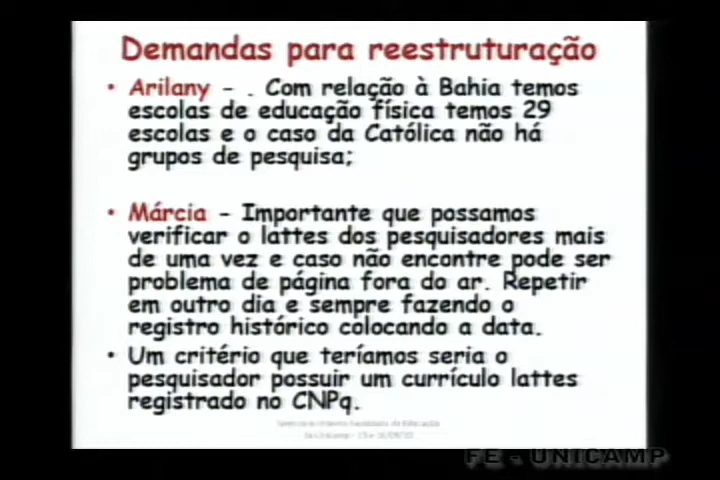 Demandas para reestruturação
• Arilany - . Com relação à Bahia temos
escolas de educação física temos 29
escolas e o caso da Católica não há
grupos de pesquisa;
• Márcia - Importante que possamos
verificar o lattes dos pesquisadores mais
de uma vez e caso não encontre pode ser
problema de página fora do ar. Repetir
em outro dia e sempre fazendo o
registro histórico colocando a data.
• Um critério que teríamos seria o
pesquisador possuir um currículo lattes
registrado no CNPq.
FE - UNICAMP